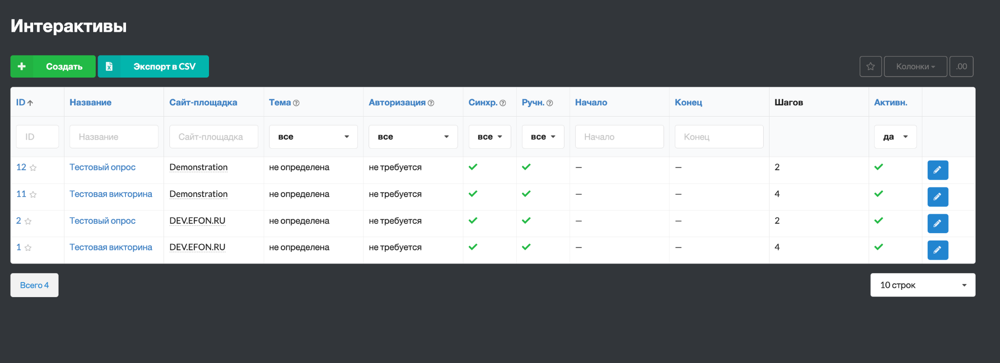 Интерактивы
Создать Экспорт в CSV Колонки .00
ID Название Сайт-площадка Тема Авторизация Синхр. Ручн. Начало Конец Шагов Активн.
ID Название Сайт-площадка все все все все Начало Конец да
12 Тестовый опрос Demonstration не определена не требуется — — 2
11 Тестовая викторина Demonstration не определена не требуется — — 4
2 Тестовый опрос DEV.EFON.RU не определена не требуется — — 2
1 Тестовая викторина DEV.EFON.RU не определена не требуется — — 4
Всего 4 10 строк